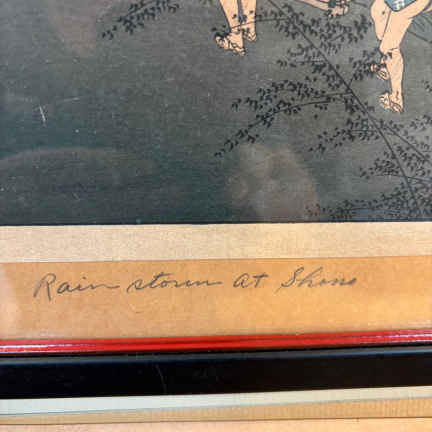 Rain storm at Shono